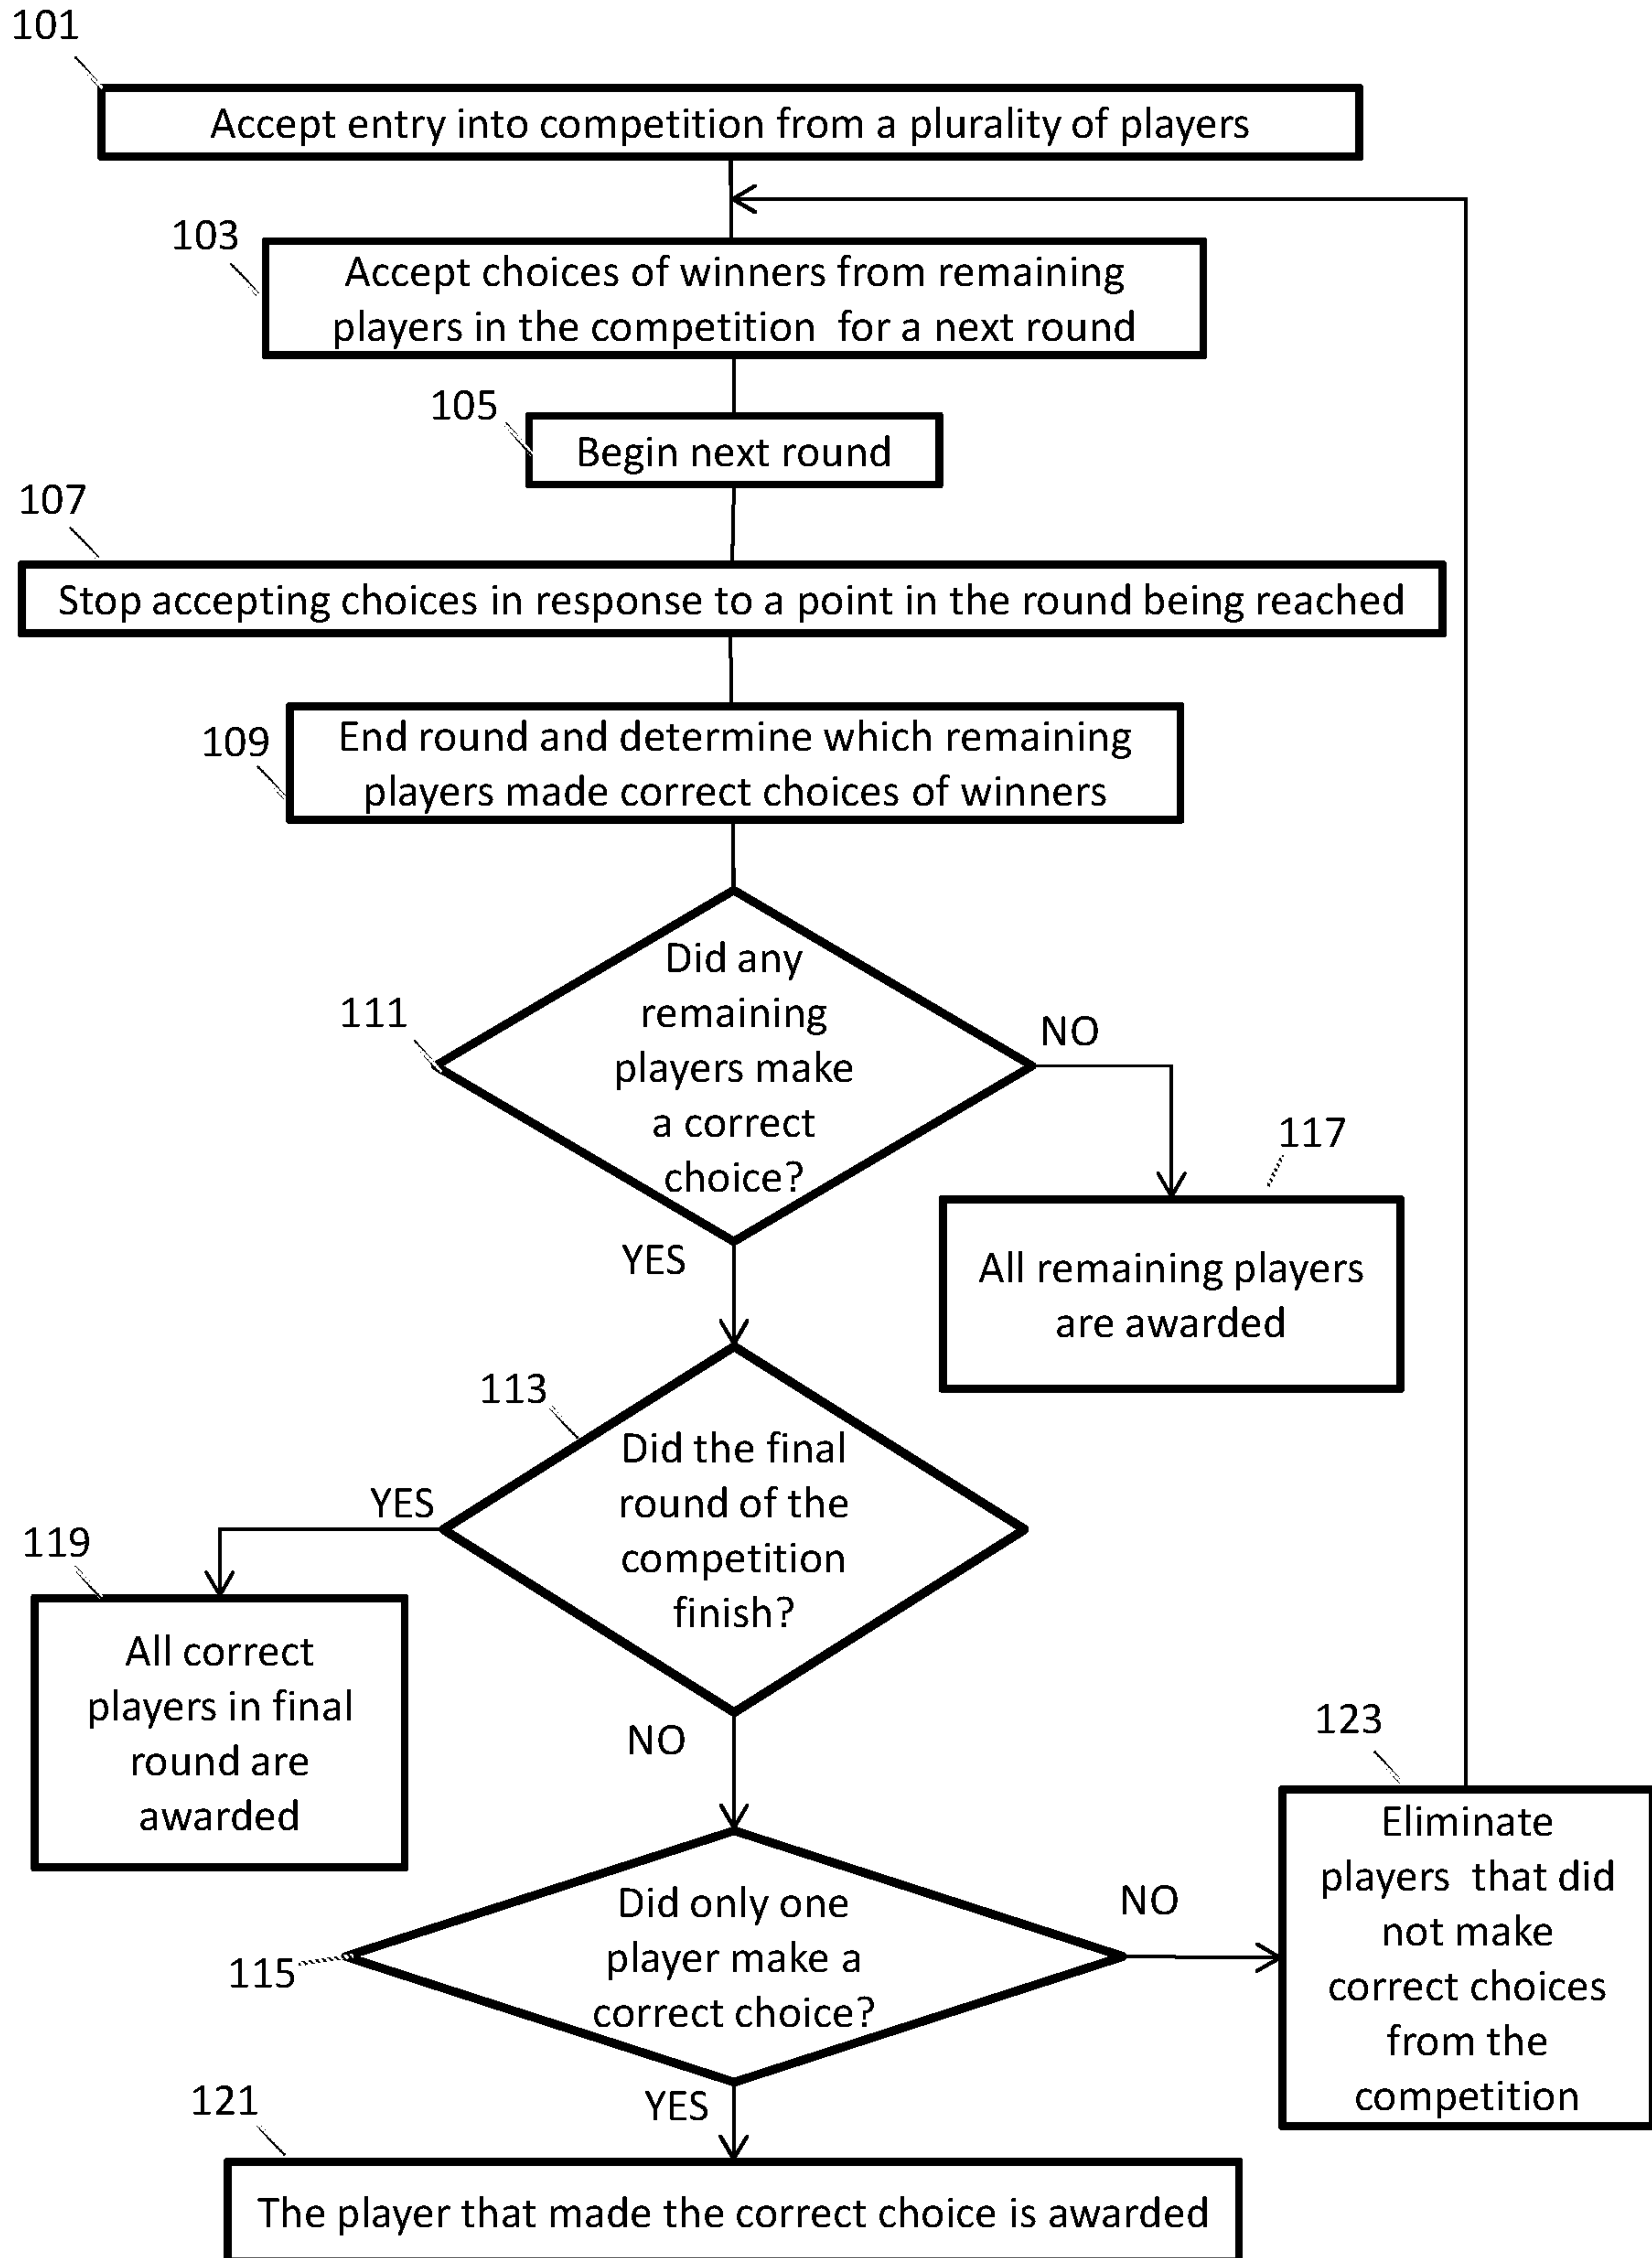 101
Accept entry into competition from a plurality of players
103
Accept choices of winners from remaining
players in the competition for a next round
105
Begin next round
107
Stop accepting choices in response to a point in the round being reached
109
End round and determine which remaining
players made correct choices of winners
111
Did any
remaining
players make
a correct
choice?
NO
YES
117
All remaining players
are awarded
113
Did the final
round of the
competition
finish?
YES
NO
119
All correct
players in final
round are
awarded
115
Did only one
player make a
correct choice?
NO
YES
123
Eliminate
players that did
not make
correct choices
from the
competition
121
The player that made the correct choice is awarded